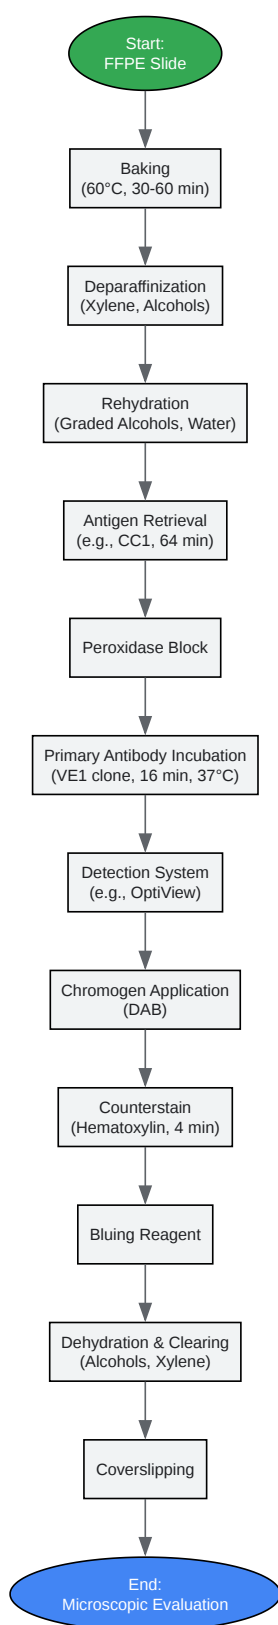 Start:
FFPE Slide
Baking
(60°C, 30-60 min)
Deparaffinization
(Xylene, Alcohols)
Rehydration
(Graded Alcohols, Water)
Antigen Retrieval
(e.g., CC1, 64 min)
Peroxidase Block
Primary Antibody Incubation
(VE1 clone, 16 min, 37°C)
Detection System
(e.g., OptiView)
Chromogen Application
(DAB)
Counterstain
(Hematoxylin, 4 min)
Bluing Reagent
Dehydration & Clearing
(Alcohols, Xylene)
Coverslipping
End:
Microscopic Evaluation